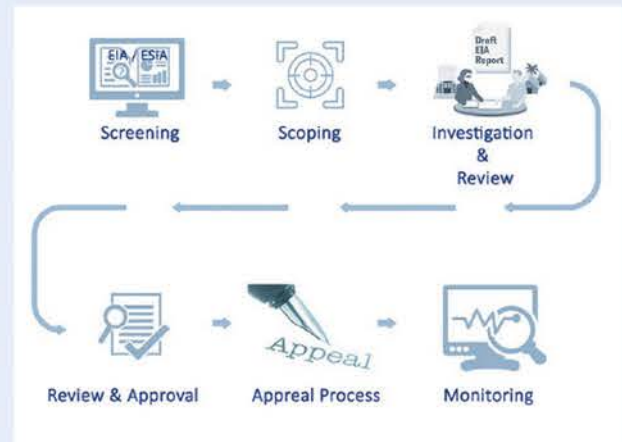 EIA / ESIA
Draft
EIA
Report
Screening
Scoping
Investigation
&
Review
Appeal
Review & Approval
Appreal Process
Monitoring